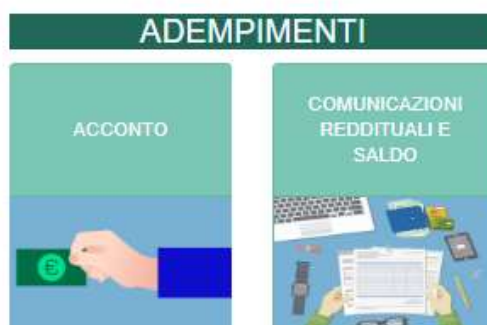 ADEMPIMENTI
ACCONTO
COMUNICAZIONI
REDDITUALI E
SALDO
€